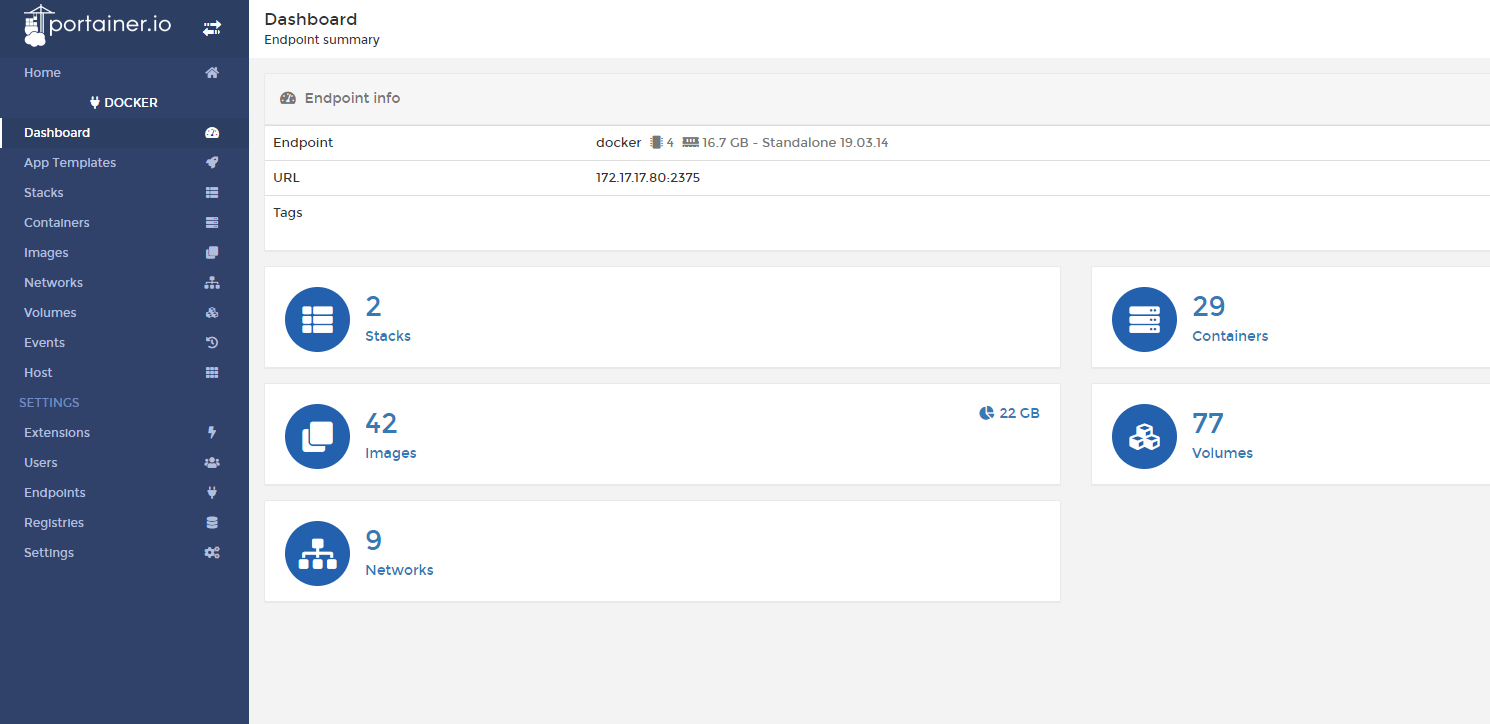 portainer.io
Home
DOCKER
Dashboard
App Templates
Stacks
Containers
Images
Networks
Volumes
Events
Host
SETTINGS
Extensions
Users
Endpoints
Registries
Settings
Dashboard
Endpoint summary
Endpoint info
Endpoint docker 4 16.7 GB - Standalone 19.03.14
URL 172.17.17.80:2375
Tags
2
Stacks
29
Containers
42
Images
22 GB
77
Volumes
9
Networks